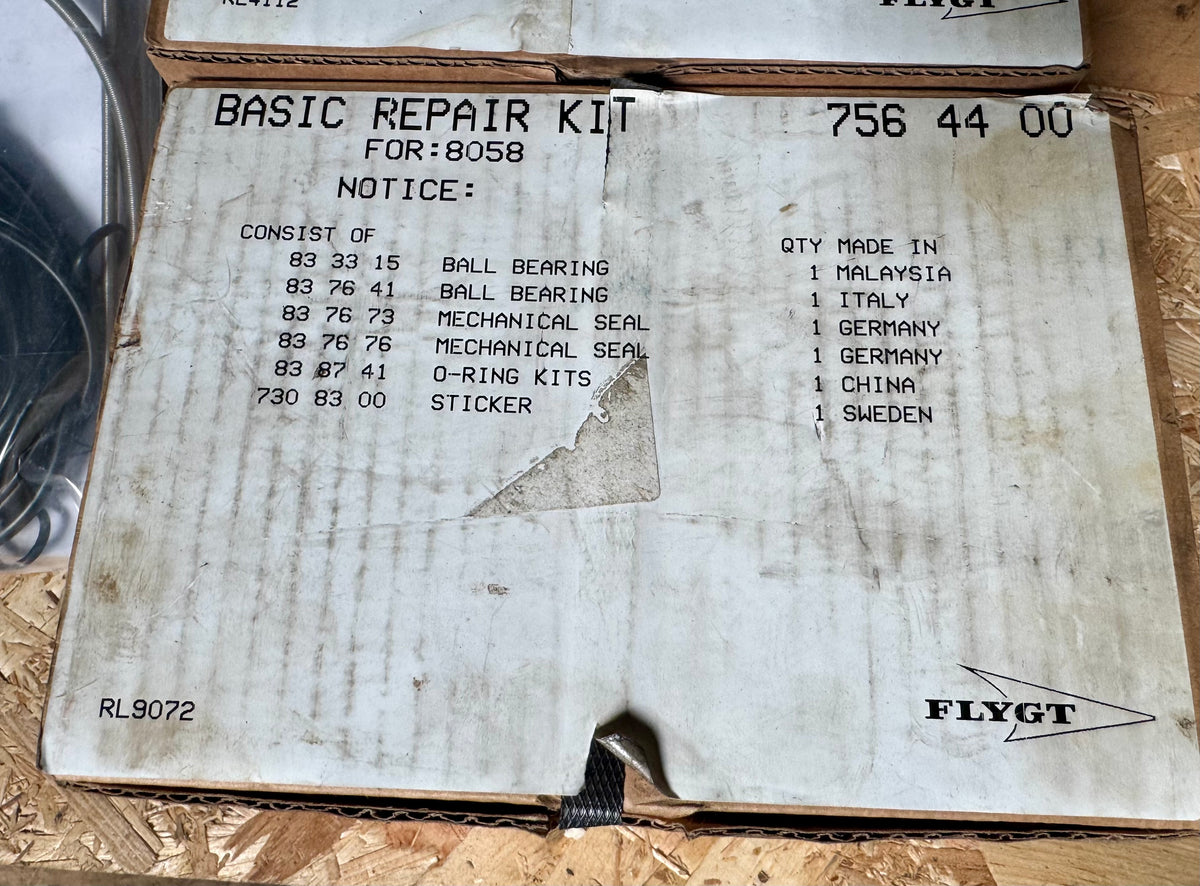 RL4112
FLYGT
BASIC REPAIR KIT 756 44 00
FOR:8058
NOTICE:
CONSIST OF QTY MADE IN
83 33 15 BALL BEARING 1 MALAYSIA
83 76 41 BALL BEARING 1 ITALY
83 76 73 MECHANICAL SEAL 1 GERMANY
83 76 76 MECHANICAL SEAL 1 GERMANY
83 87 41 O-RING KITS 1 CHINA
730 83 00 STICKER 1 SWEDEN
RL9072
FLYGT